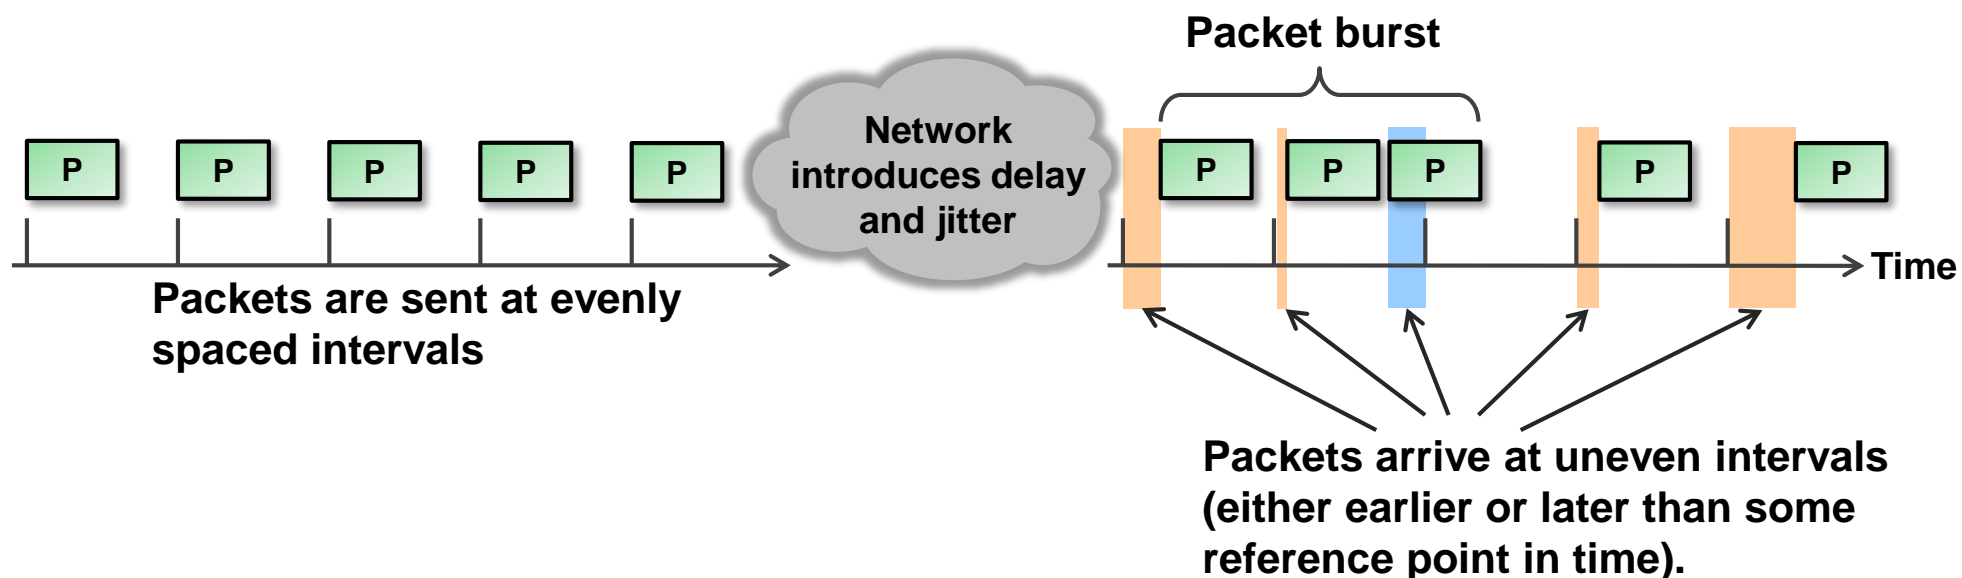 Packet burst
P
P
P
P
P
Network
introduces delay
and jitter
P
P
P
P
P
Time
Packets are sent at evenly
spaced intervals
Packets arrive at uneven intervals
(either earlier or later than some
reference point in time).